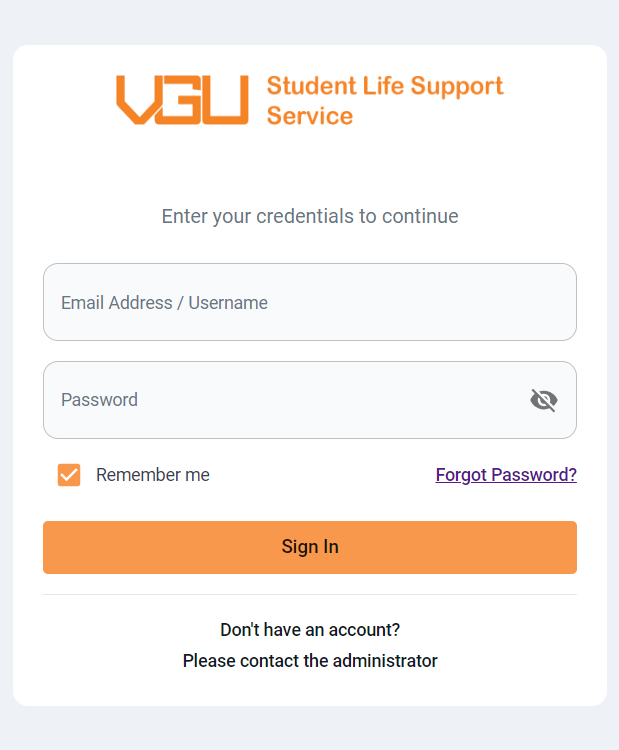 VGU
Student Life Support
Service
Enter your credentials to continue
Email Address / Username
Password
Remember me
Forgot Password?
Sign In
Don't have an account?
Please contact the administrator